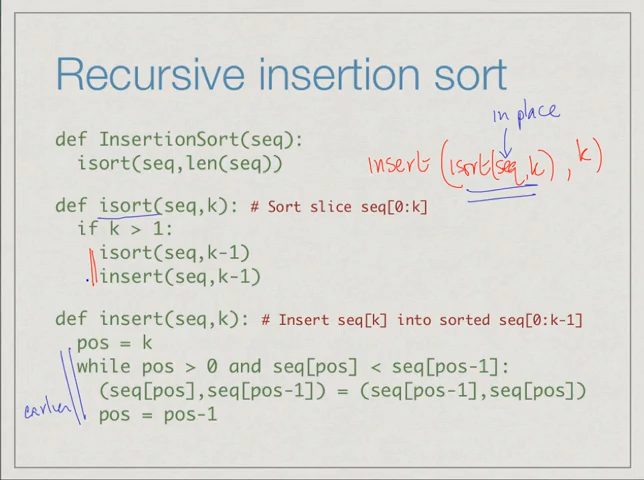 Recursive insertion sort
in place
def InsertionSort(seq):
isort(seq,len(seq))
insert (isort(seq,k), k)
def isort(seq,k): # Sort slice seq[0:k]
if k > 1:
isort(seq,k-1)
insert(seq,k-1)
def insert(seq,k): # Insert seq[k] into sorted seq[0:k-1]
pos = k
while pos > 0 and seq[pos] < seq[pos-1]:
(seq[pos],seq[pos-1]) = (seq[pos-1],seq[pos])
earlier
pos = pos-1